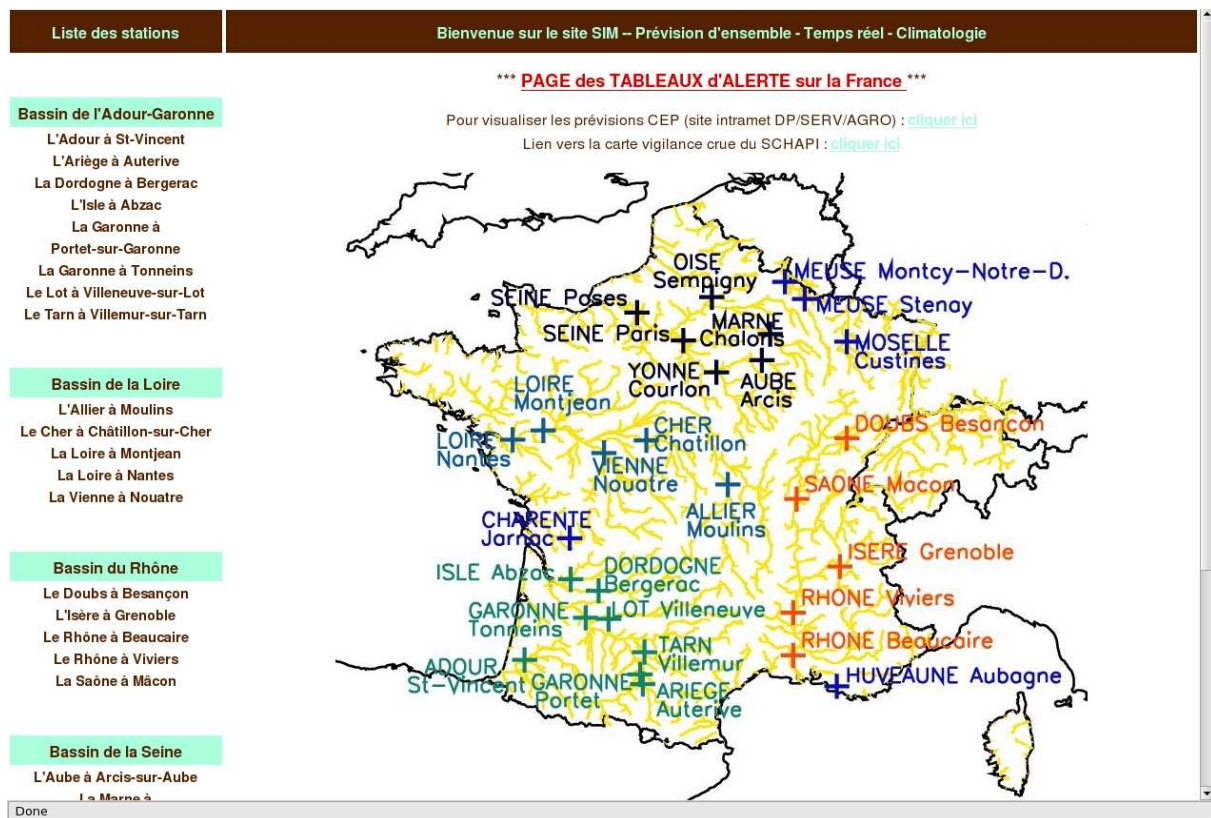 Liste des stations
Bienvenue sur le site SIM -- Prévision d'ensemble - Temps réel - Climatologie
*** PAGE des TABLEAUX d'ALERTE sur la France ***
Pour visualiser les prévisions CEP (site intramet DP/SERV/AGRO) : cliquer ici
Lien vers la carte vigilance crue du SCHAPI : cliquer ici
Bassin de l'Adour-Garonne
L'Adour à St-Vincent
L'Ariège à Auterive
La Dordogne à Bergerac
L'Isle à Abzac
La Garonne à
Portet-sur-Garonne
La Garonne à Tonneins
Le Lot à Villeneuve-sur-Lot
Le Tarn à Villemur-sur-Tarn
Bassin de la Loire
L'Allier à Moulins
Le Cher à Châtillon-sur-Cher
La Loire à Montjean
La Loire à Nantes
La Vienne à Nouatre
Bassin du Rhône
Le Doubs à Besançon
L'Isère à Grenoble
Le Rhône à Beaucaire
Le Rhône à Viviers
La Saône à Mâcon
Bassin de la Seine
L'Aube à Arcis-sur-Aube
La Marne à
OISE
Sempigny
MEUSE Montcy-Notre-D.
SEINE Poses
MEUSE Stenay
SEINE Paris
MARNE
Chalons
MOSELLE
Custines
YONNE
Courlon
AUBE
Arcis
LOIRE
Montjean
LOIRE
Nantes
CHER
Chatillon
DOUBS Besancon
VIENNE
Nouatre
SAONE Macon
ALLIER
Moulins
CHARENTE
Jarnac
ISERE Grenoble
ISLE Abzac
DORDOGNE
Bergerac
GARONNE
Tonneins
LOT Villeneuve
RHONE Viviers
TARN
Villemur
RHONE Beaucaire
ADOUR
St-Vincent
GARONNE
Portet
ARIEGE
Auterive
HUVEAUNE Aubagne
Done